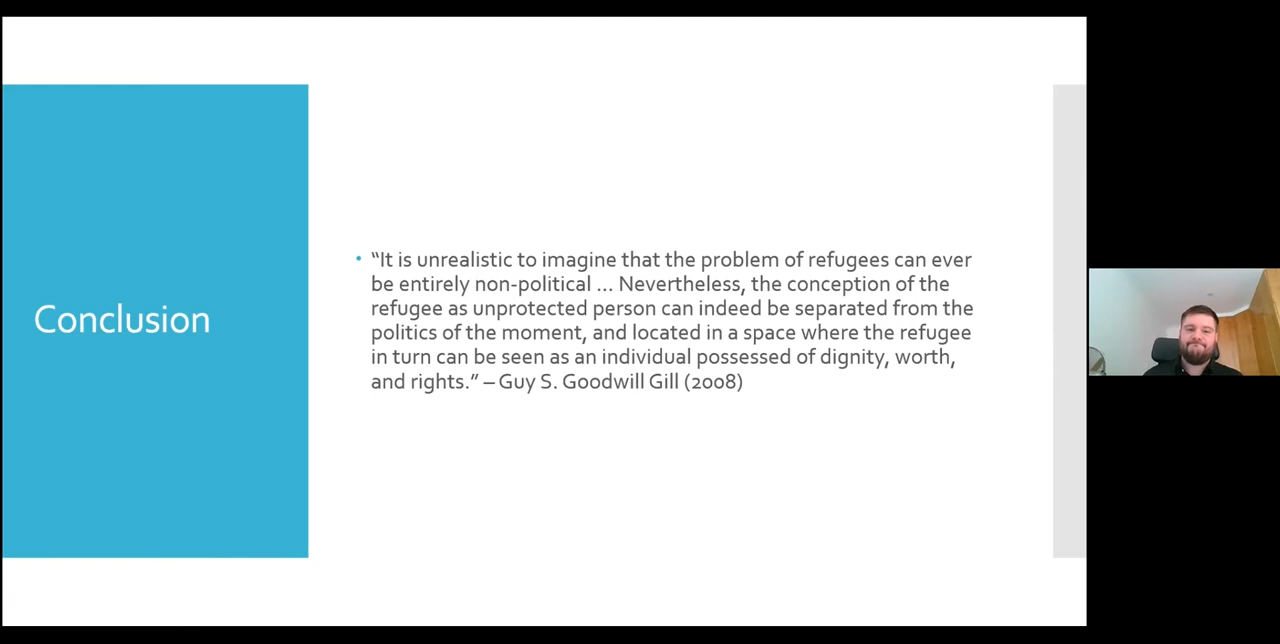 Conclusion
• “It is unrealistic to imagine that the problem of refugees can ever
be entirely non-political … Nevertheless, the conception of the
refugee as unprotected person can indeed be separated from the
politics of the moment, and located in a space where the refugee
in turn can be seen as an individual possessed of dignity, worth,
and rights.” – Guy S. Goodwill Gill (2008)